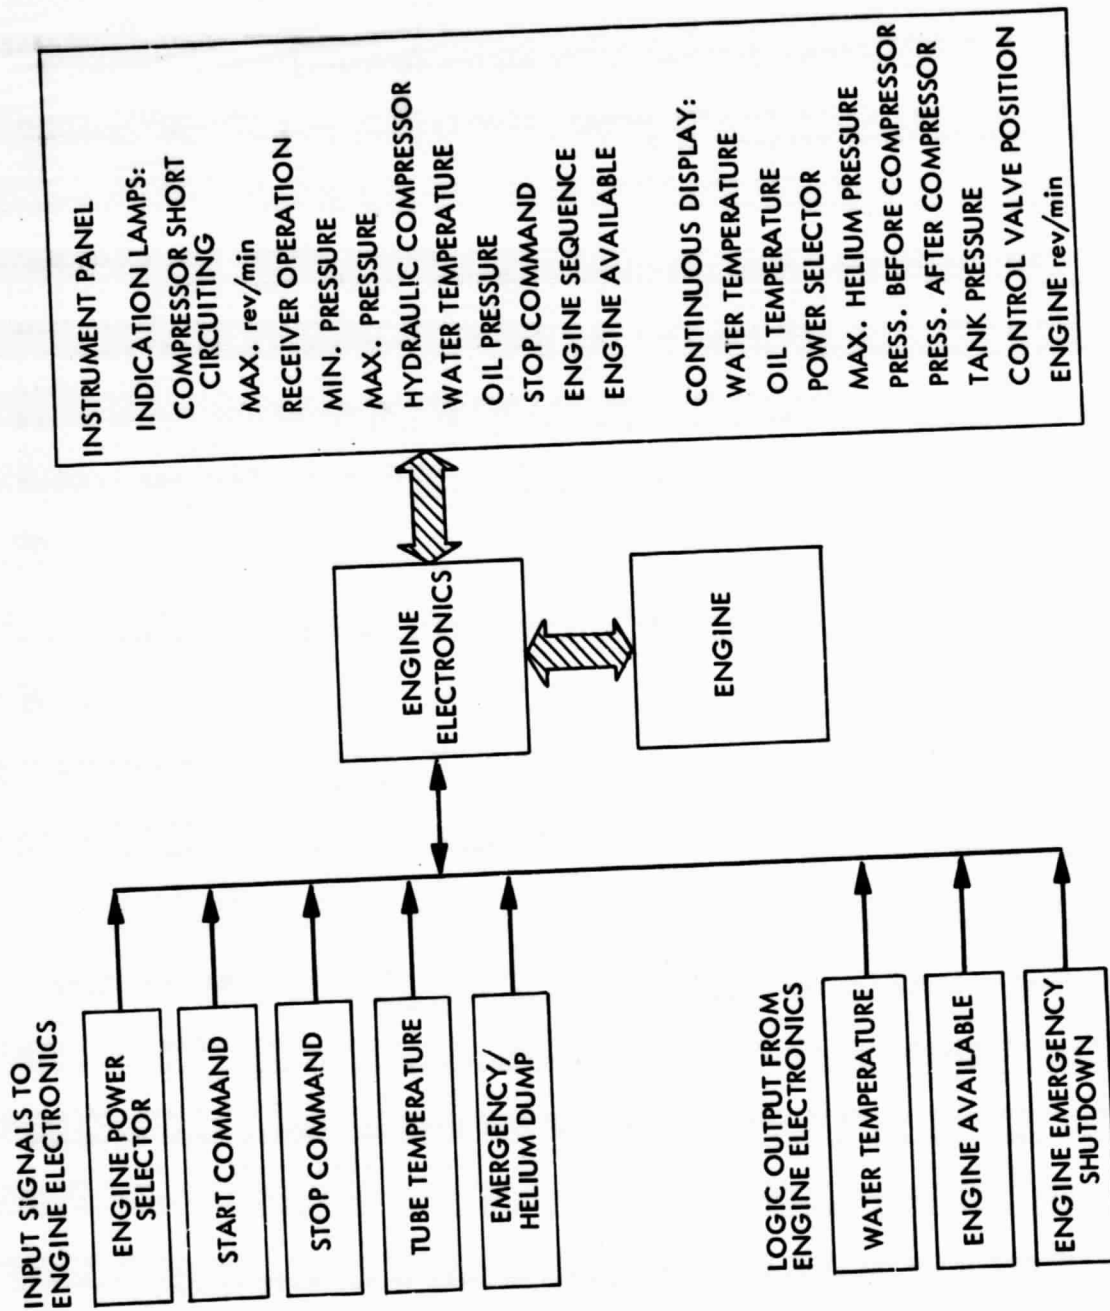 INPUT SIGNALS TO
ENGINE ELECTRONICS
ENGINE POWER
SELECTOR
START COMMAND
STOP COMMAND
TUBE TEMPERATURE
EMERGENCY/
HELIUM DUMP
LOGIC OUTPUT FROM
ENGINE ELECTRONICS
WATER TEMPERATURE
ENGINE AVAILABLE
ENGINE EMERGENCY
SHUTDOWN
ENGINE
ELECTRONICS
ENGINE
INSTRUMENT PANEL
INDICATION LAMPS:
COMPRESSOR SHORT
CIRCUITING
MAX. rev/min
RECEIVER OPERATION
MIN. PRESSURE
MAX. PRESSURE
HYDRAULIC COMPRESSOR
WATER TEMPERATURE
OIL PRESSURE
STOP COMMAND
ENGINE SEQUENCE
ENGINE AVAILABLE
CONTINUOUS DISPLAY:
WATER TEMPERATURE
OIL TEMPERATURE
POWER SELECTOR
MAX. HELIUM PRESSURE
PRESS. BEFORE COMPRESSOR
PRESS. AFTER COMPRESSOR
TANK PRESSURE
CONTROL VALVE POSITION
ENGINE rev/min